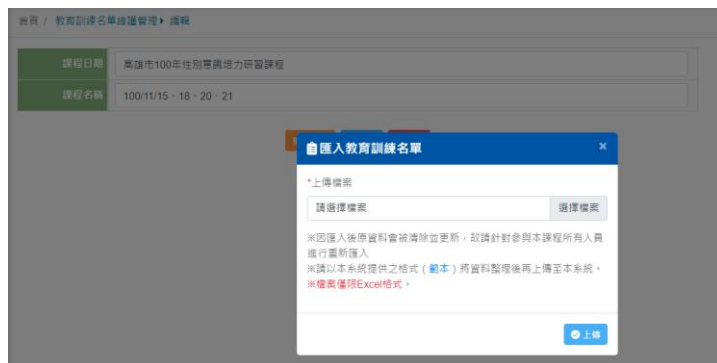 首頁 / 教育訓練名單維護管理 ▸ 編輯
課程日期 高雄市100年性別意識培力研習課程
課程名稱 100/11/15、18、20、21
匯入教育訓練名單 ×
*上傳檔案
請選擇檔案 選擇檔案
※因匯入後原資料會被清除並更新，故請針對參與本課程所有人員
進行重新匯入
※請以本系統提供之格式（範本）將資料整理後再上傳至本系統。
※檔案僅限Excel格式。
上傳